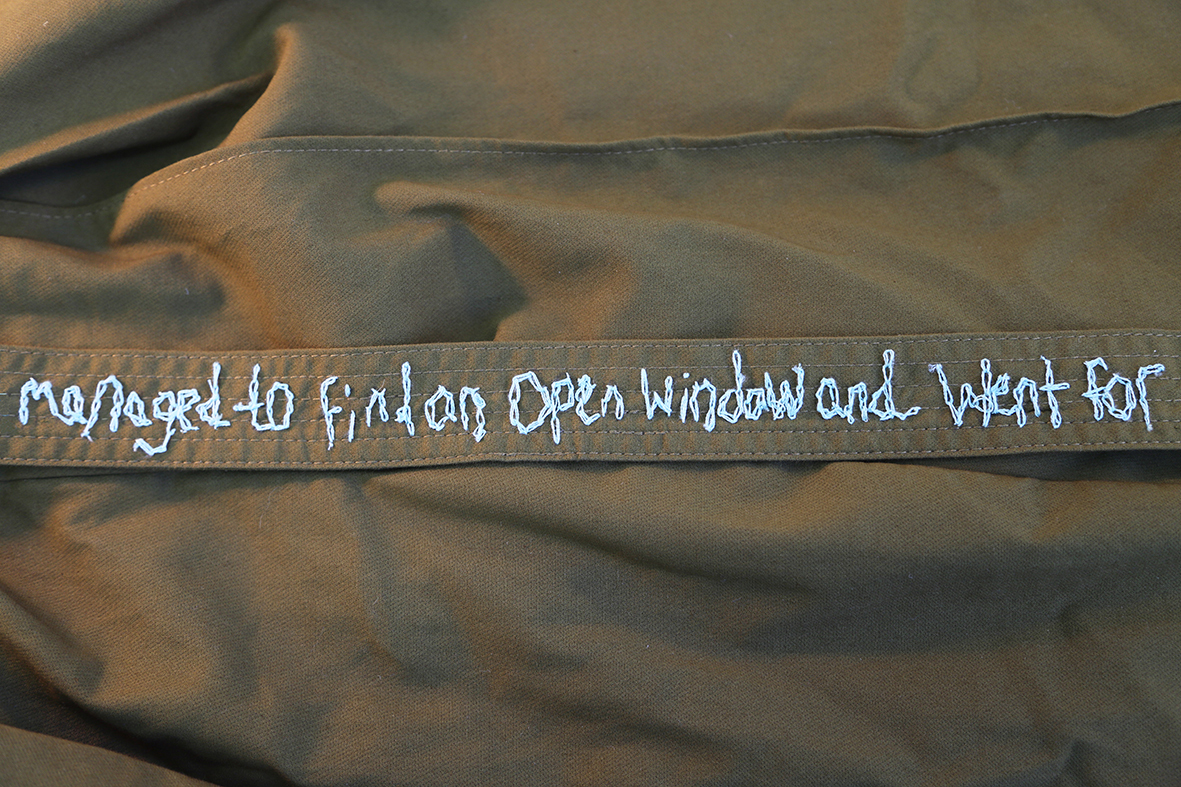 managed to find an Open window and went for